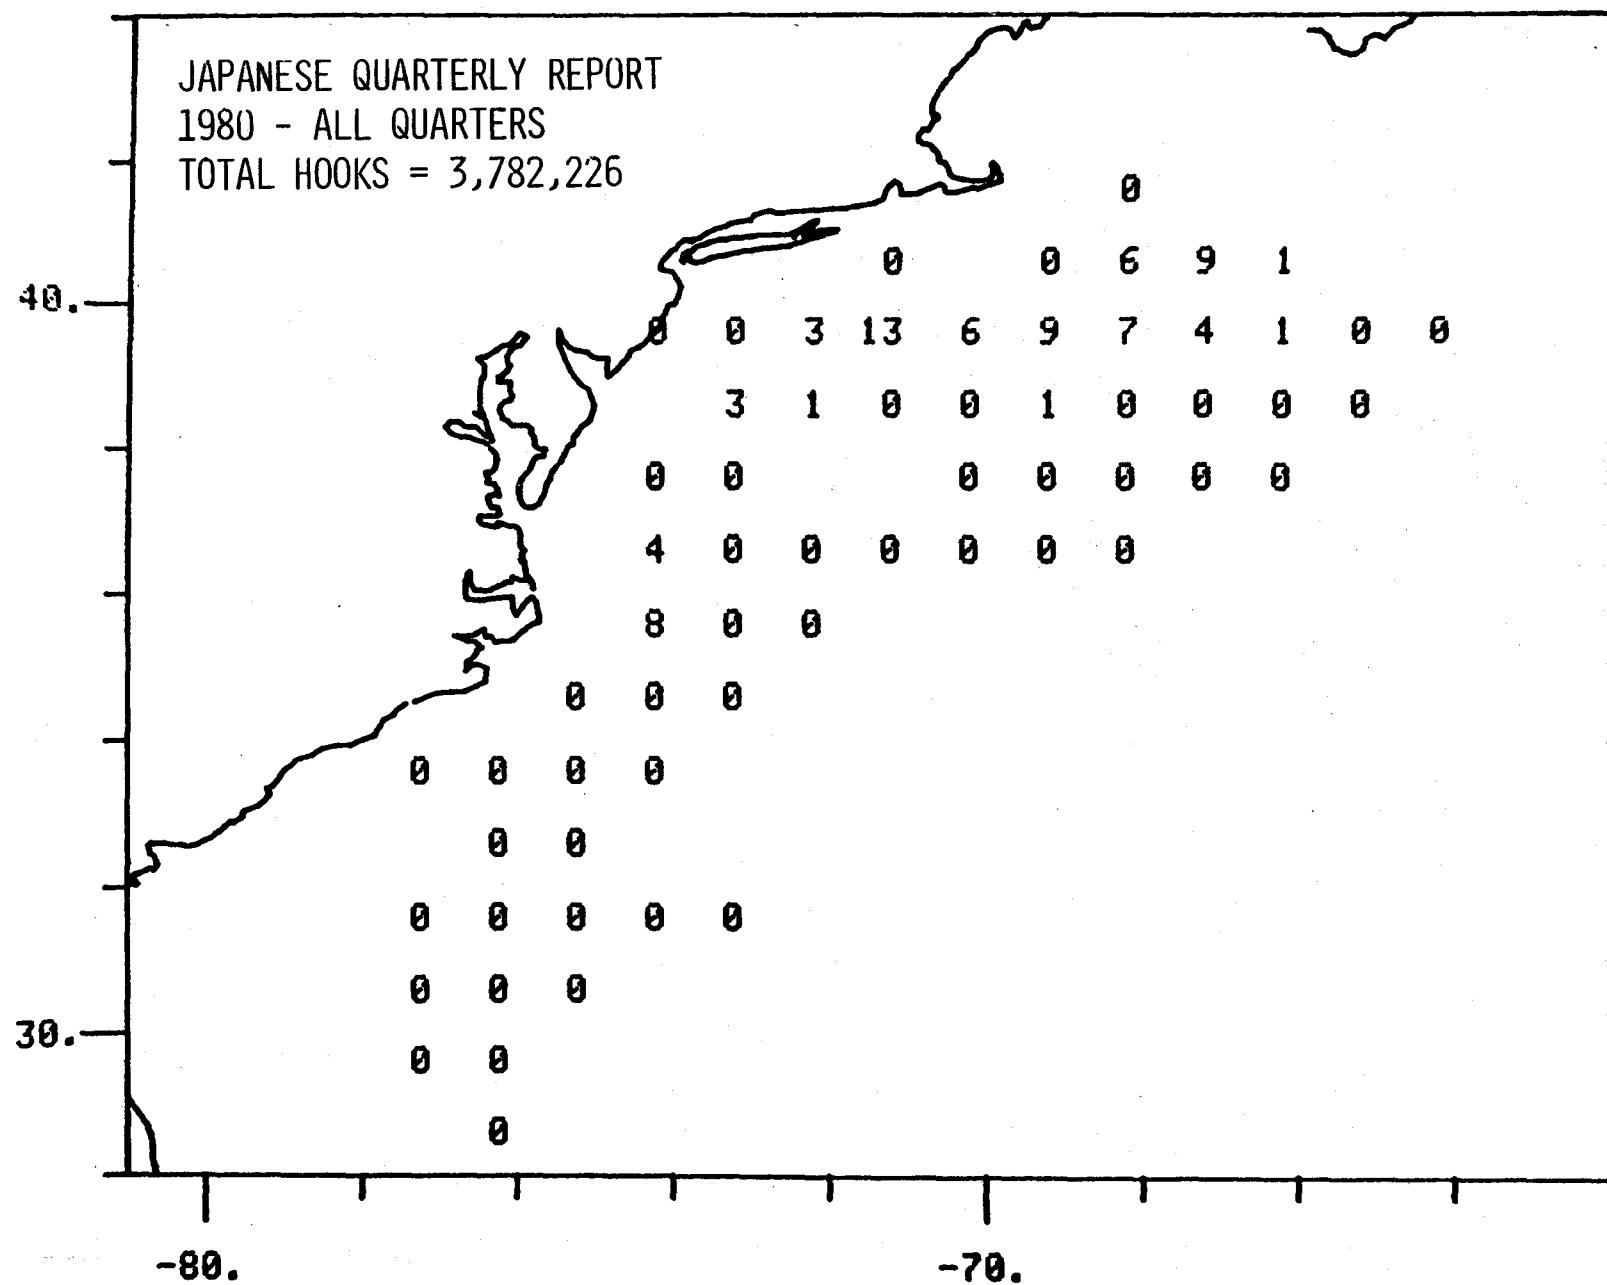 JAPANESE QUARTERLY REPORT
1980 - ALL QUARTERS
TOTAL HOOKS = 3,782,226
0
0 0 6 9 1
40.
0 0 3 13 6 9 7 4 1 0 0
3 1 0 0 1 0 0 0 0
0 0 0 0 0 0 0
4 0 0 0 0 0 0
8 0 0
0 0 0
0 0 0 0
0 0
0 0 0 0 0
0 0 0
30.
0 0
0
-80. -70.